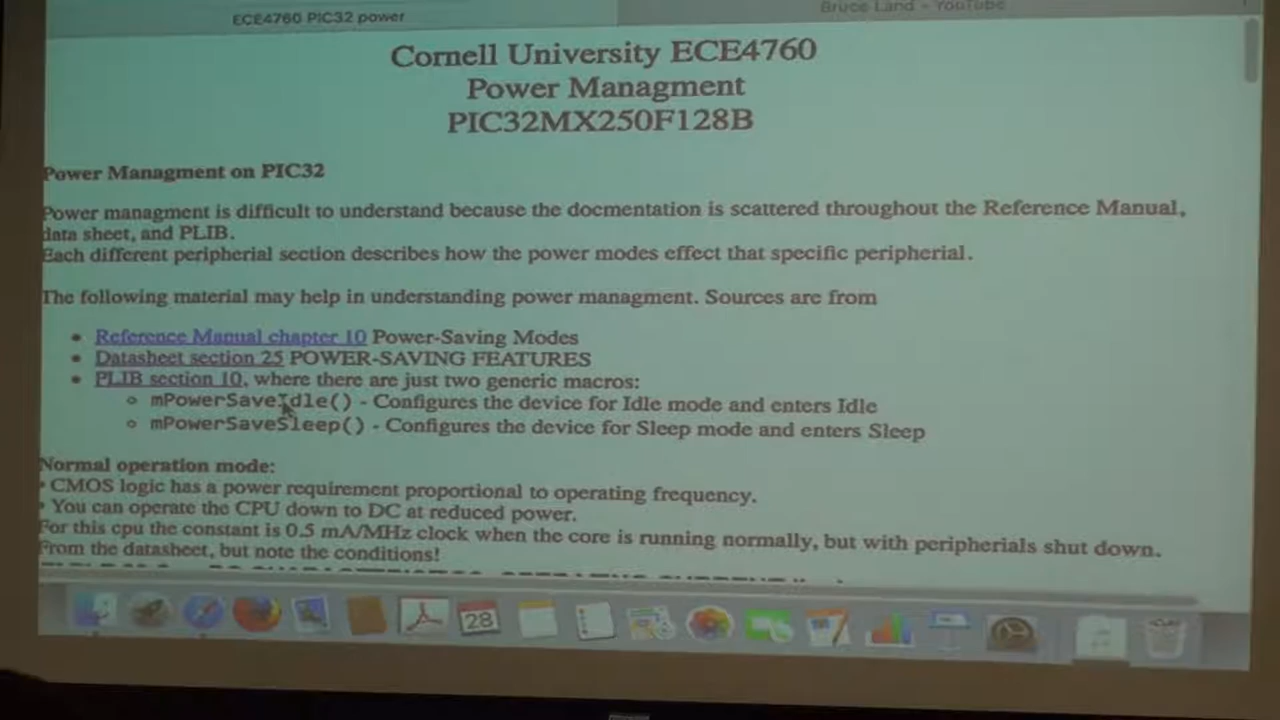 ECE4760 PIC32 power
Bruce Land - YouTube
Cornell University ECE4760
Power Managment
PIC32MX250F128B
Power Managment on PIC32
Power managment is difficult to understand because the docmentation is scattered throughout the Reference Manual,
data sheet, and PLIB.
Each different peripherial section describes how the power modes effect that specific peripherial.
The following material may help in understanding power managment. Sources are from
• Reference Manual chapter 10 Power-Saving Modes
• Datasheet section 25 POWER-SAVING FEATURES
• PLIB section 10, where there are just two generic macros:
○ mPowerSaveIdle() - Configures the device for Idle mode and enters Idle
○ mPowerSaveSleep() - Configures the device for Sleep mode and enters Sleep
Normal operation mode:
• CMOS logic has a power requirement proportional to operating frequency.
• You can operate the CPU down to DC at reduced power.
For this cpu the constant is 0.5 mA/MHz clock when the core is running normally, but with peripherials shut down.
From the datasheet, but note the conditions!
28